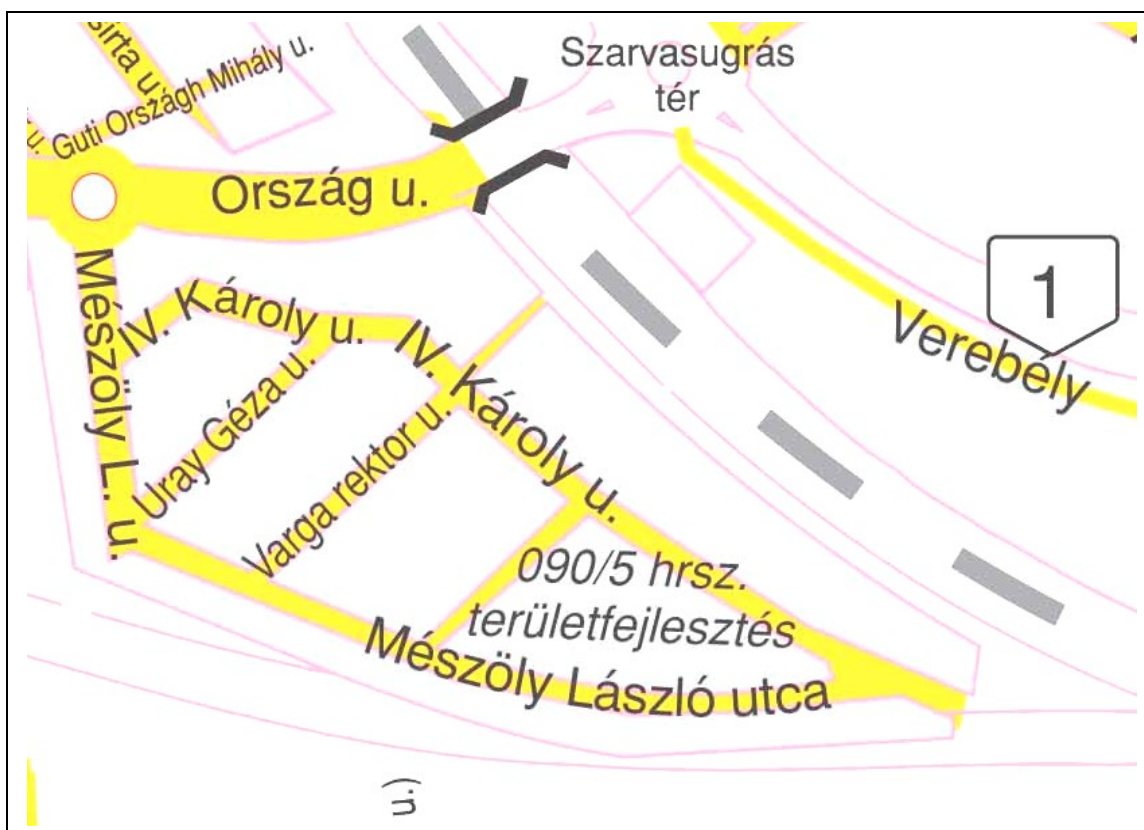 Szarvasugrás
tér
sírta u.
Guti Országh Mihály u.
u.
Ország u.
1
Verebély
Mészöly L. u.
IV. Károly u.
IV. Károly u.
Uray Géza u.
Varga rektor u.
090/5 hrsz.
területfejlesztés
Mészöly László utca
u.)